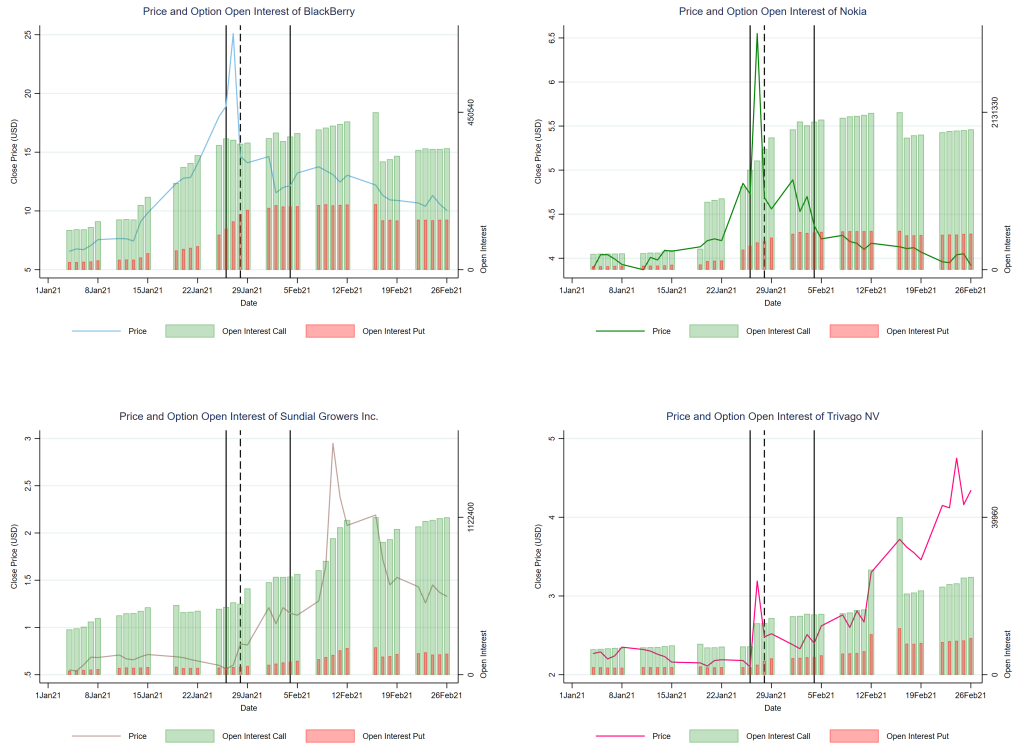 Price and Option Open Interest of BlackBerry
25
20
15
10
5
Close Price (USD)
450540
0
Open Interest
1Jan21 8Jan21 15Jan21 22Jan21 29Jan21 5Feb21 12Feb21 19Feb21 26Feb21
Date
Price Open Interest Call Open Interest Put
Price and Option Open Interest of Nokia
6.5
6
5.5
5
4.5
4
Close Price (USD)
2131330
0
Open Interest
1Jan21 8Jan21 15Jan21 22Jan21 29Jan21 5Feb21 12Feb21 19Feb21 26Feb21
Date
Price Open Interest Call Open Interest Put
Price and Option Open Interest of Sundial Growers Inc.
3
2.5
2
1.5
1
.5
Close Price (USD)
1122400
0
Open Interest
1Jan21 8Jan21 15Jan21 22Jan21 29Jan21 5Feb21 12Feb21 19Feb21 26Feb21
Date
Price Open Interest Call Open Interest Put
Price and Option Open Interest of Trivago NV
5
4
3
2
Close Price (USD)
39960
0
Open Interest
1Jan21 8Jan21 15Jan21 22Jan21 29Jan21 5Feb21 12Feb21 19Feb21 26Feb21
Date
Price Open Interest Call Open Interest Put